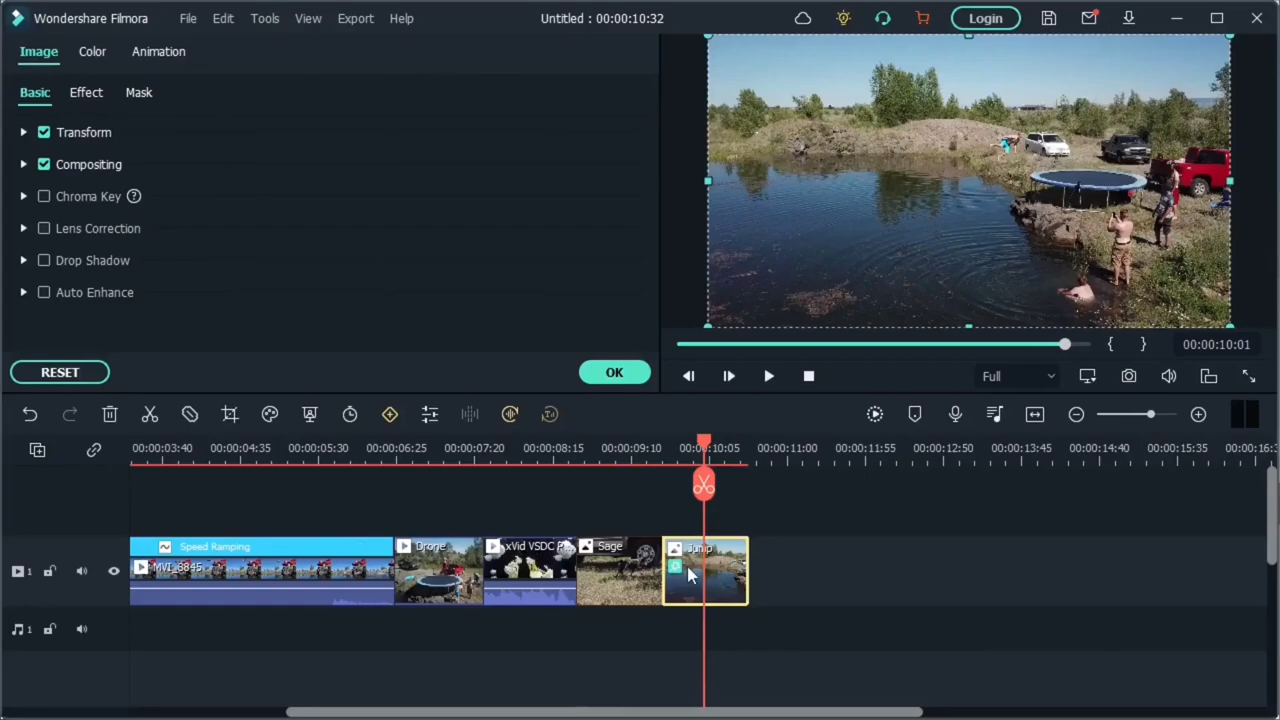 Wondershare Filmora File Edit Tools View Export Help Untitled : 00:00:10:32 Login
Image Color Animation
Basic Effect Mask
Transform
Compositing
Chroma Key ?
Lens Correction
Drop Shadow
Auto Enhance
RESET OK
{ } 00:00:10:01
Full
00:00:03:40 00:00:04:35 00:00:05:30 00:00:06:25 00:00:07:20 00:00:08:15 00:00:09:10 00:00:10:05 00:00:11:00 00:00:11:55 00:00:12:50 00:00:13:45 00:00:14:40 00:00:15:35
Speed Ramping
Drone xVid VSDC Sage Jump
MVI_8845
1
1